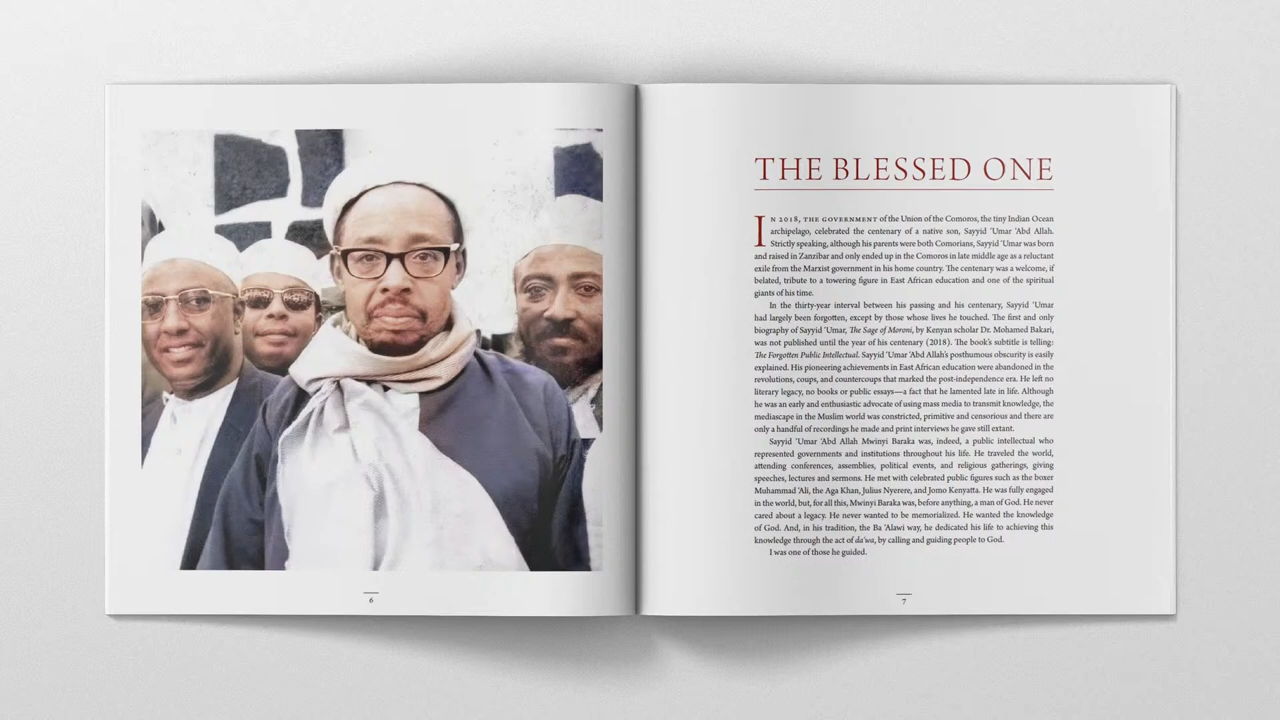 6
THE BLESSED ONE
IN 2018, THE GOVERNMENT of the Union of the Comoros, the tiny Indian Ocean
archipelago, celebrated the centenary of a native son, Sayyid ʿUmar ʿAbd Allah.
Strictly speaking, although his parents were both Comorians, Sayyid ʿUmar was born
and raised in Zanzibar and only ended up in the Comoros in late middle age as a reluctant
exile from the Marxist government in his home country. The centenary was a welcome, if
belated, tribute to a towering figure in East African education and one of the spiritual
giants of his time.
In the thirty-year interval between his passing and his centenary, Sayyid ʿUmar
had largely been forgotten, except by those whose lives he touched. The first and only
biography of Sayyid ʿUmar, The Sage of Moroni, by Kenyan scholar Dr. Mohamed Bakari,
was not published until the year of his centenary (2018). The book's subtitle is telling:
The Forgotten Public Intellectual. Sayyid ʿUmar ʿAbd Allah's posthumous obscurity is easily
explained. His pioneering achievements in East African education were abandoned in the
revolutions, coups, and countercoups that marked the post-independence era. He left no
literary legacy, no books or public essays—a fact that he lamented late in life. Although
he was an early and enthusiastic advocate of using mass media to transmit knowledge, the
mediascape in the Muslim world was constricted, primitive and censorious and there are
only a handful of recordings he made and print interviews he gave still extant.
Sayyid ʿUmar ʿAbd Allah Mwinyi Baraka was, indeed, a public intellectual who
represented governments and institutions throughout his life. He traveled the world,
attending conferences, assemblies, political events, and religious gatherings, giving
speeches, lectures and sermons. He met with celebrated public figures such as the boxer
Muhammad ʿAli, the Aga Khan, Julius Nyerere, and Jomo Kenyatta. He was fully engaged
in the world, but, for all this, Mwinyi Baraka was, before anything, a man of God. He never
cared about a legacy. He never wanted to be memorialized. He wanted the knowledge
of God. And, in his tradition, the Ba ʿAlawi way, he dedicated his life to achieving this
knowledge through the act of daʿwa, by calling and guiding people to God.
I was one of those he guided.
7